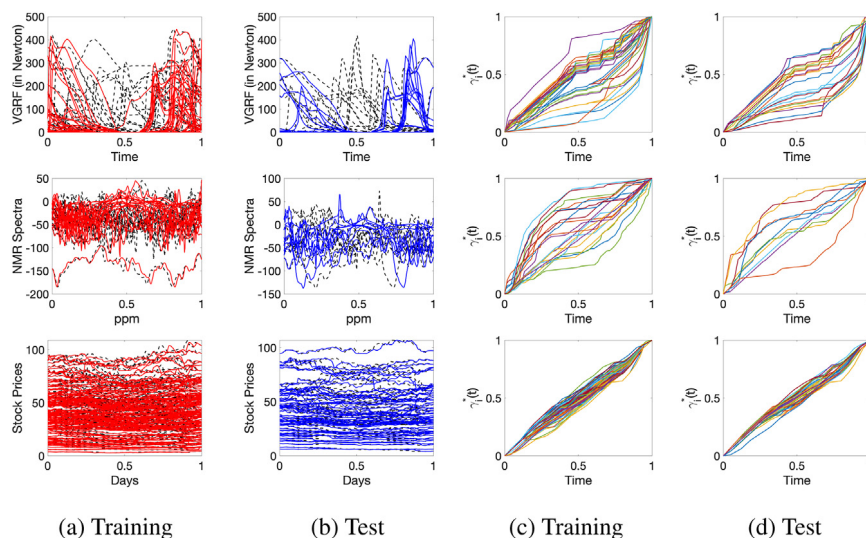 VGRF (in Newton)
500
400
300
200
100
0
0 0.5 1
Time
VGRF (in Newton)
500
400
300
200
100
0
0 0.5 1
Time
γ*i(t)
1
0.5
0
0 0.5 1
Time
γ*i(t)
1
0.5
0
0 0.5 1
Time
NMR Spectra
50
0
-50
-100
-150
-200
0 0.5 1
ppm
NMR Spectra
100
50
0
-50
-100
-150
0 0.5 1
ppm
γ*i(t)
1
0.5
0
0 0.5 1
Time
γ*i(t)
1
0.5
0
0 0.5 1
Time
Stock Prices
100
50
0
0 0.5 1
Days
Stock Prices
100
50
0
0 0.5 1
Days
γ*i(t)
1
0.5
0
0 0.5 1
Time
γ*i(t)
1
0.5
0
0 0.5 1
Time
(a) Training (b) Test (c) Training (d) Test